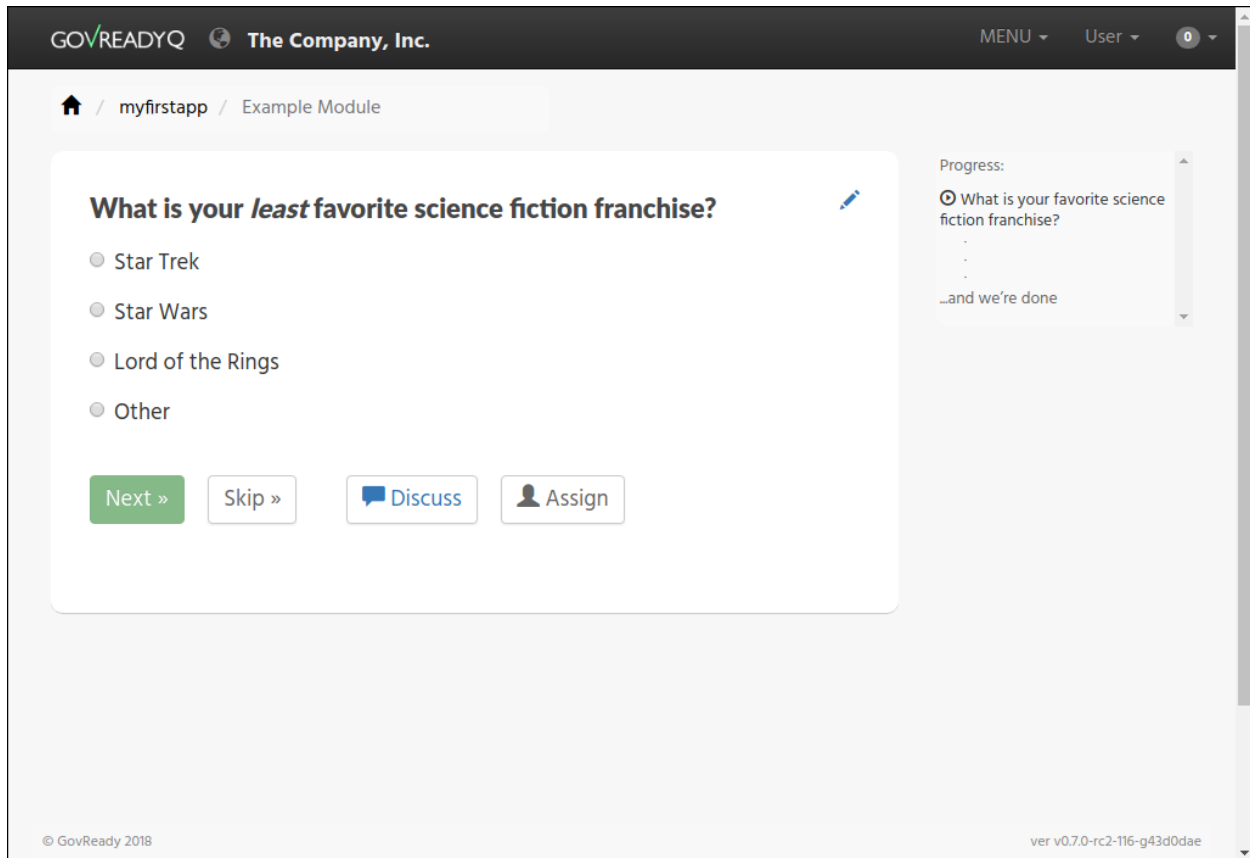 GOV√READYQ The Company, Inc. MENU User 0
/ myfirstapp / Example Module
What is your least favorite science fiction franchise?
Star Trek
Star Wars
Lord of the Rings
Other
Next » Skip » Discuss Assign
Progress:
What is your favorite science
fiction franchise?
.
.
.
...and we’re done
© GovReady 2018 ver v0.7.0-rc2-116-g43d0dae